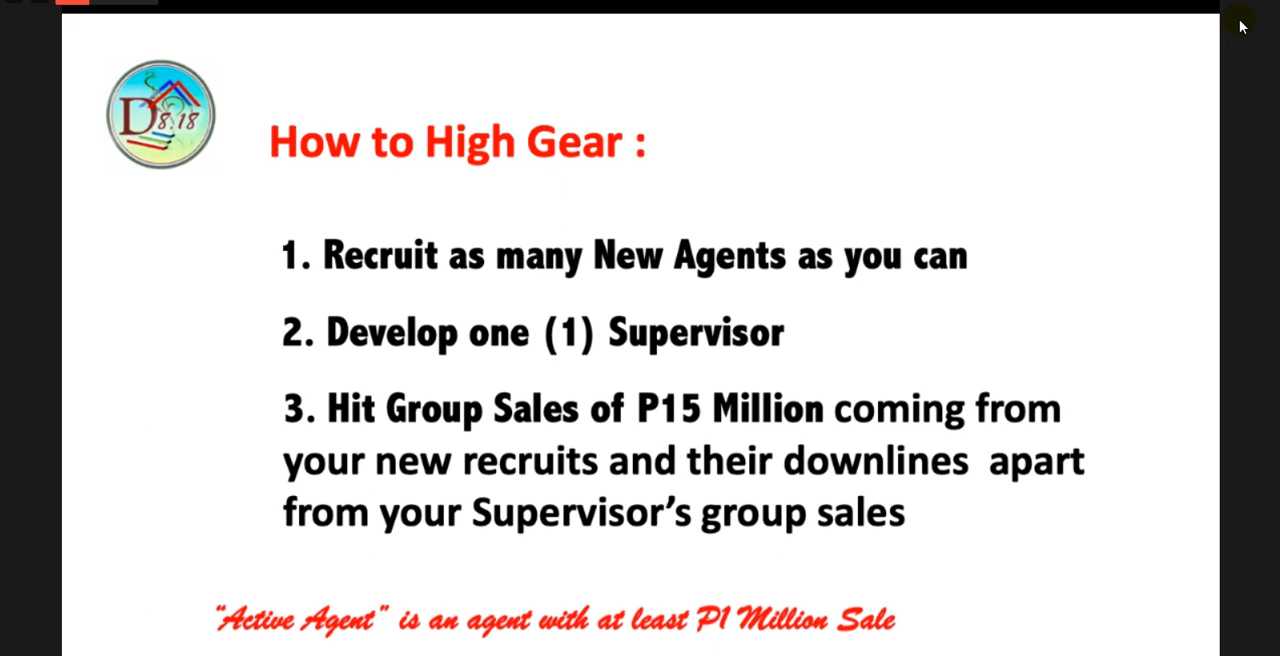 D8:18
How to High Gear :
1. Recruit as many New Agents as you can
2. Develop one (1) Supervisor
3. Hit Group Sales of P15 Million coming from
your new recruits and their downlines apart
from your Supervisor’s group sales
“Active Agent” is an agent with at least P1 Million Sale